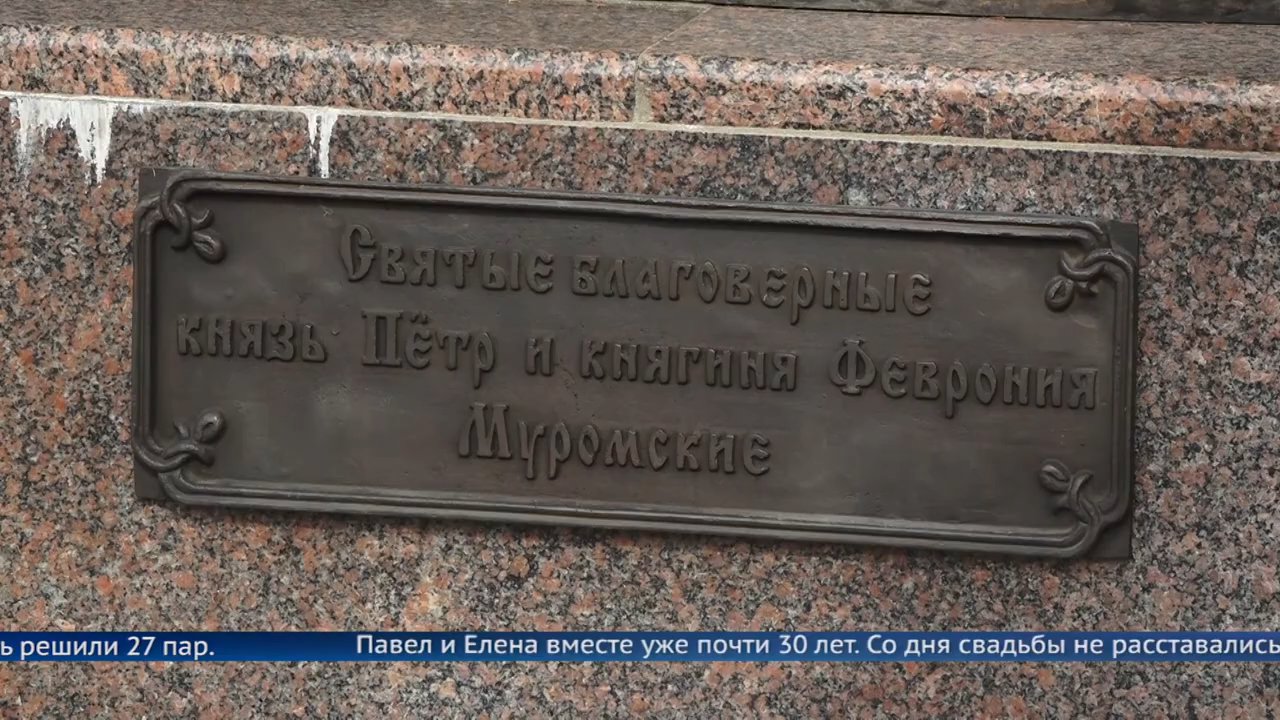 Святые благоверные
князь Пётр и княгиня Феврония
Муромские
ь решили 27 пар. Павел и Елена вместе уже почти 30 лет. Со дня свадьбы не расставались